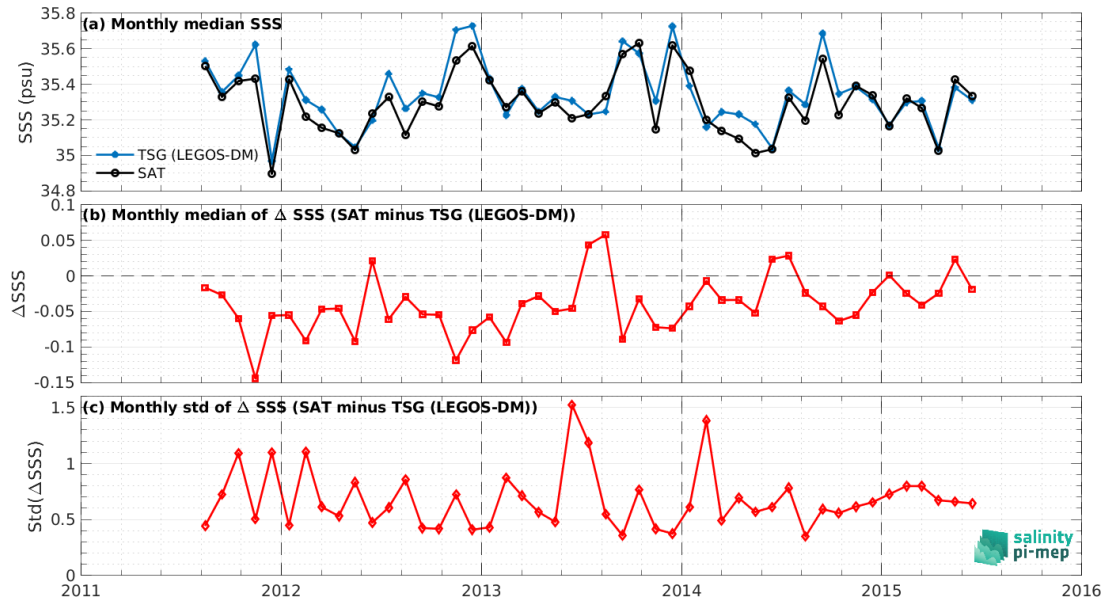 (a) Monthly median SSS
35.8
35.6
35.4
35.2
35
34.8
SSS (psu)
TSG (LEGOS-DM)
SAT
(b) Monthly median of Δ SSS (SAT minus TSG (LEGOS-DM))
0.1
0.05
0
-0.05
-0.1
-0.15
ΔSSS
(c) Monthly std of Δ SSS (SAT minus TSG (LEGOS-DM))
1.5
1
0.5
0
Std(ΔSSS)
salinity
pi-mep
2011 2012 2013 2014 2015 2016